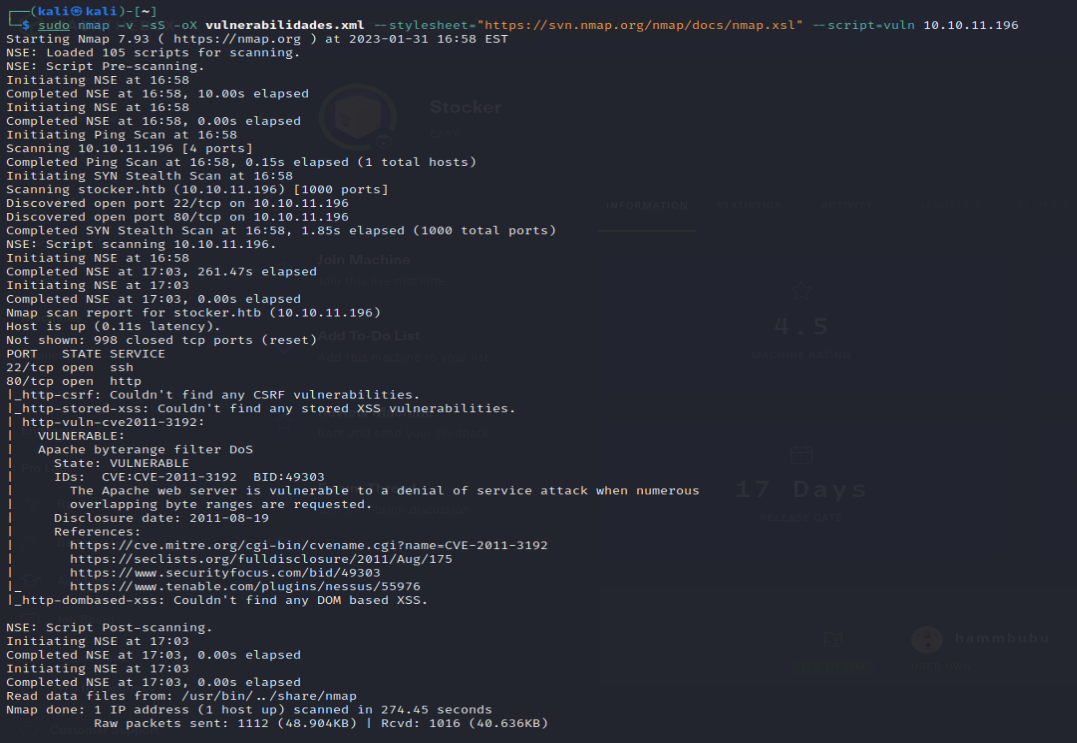 ┌──(kali㉿kali)-[~]
└─$ sudo nmap -v -sS -oX vulnerabilidades.xml --stylesheet="https://svn.nmap.org/nmap/docs/nmap.xsl" --script=vuln 10.10.11.196
Starting Nmap 7.93 ( https://nmap.org ) at 2023-01-31 16:58 EST
NSE: Loaded 105 scripts for scanning.
NSE: Script Pre-scanning.
Initiating NSE at 16:58
Completed NSE at 16:58, 10.00s elapsed
Initiating NSE at 16:58
Completed NSE at 16:58, 0.00s elapsed
Initiating Ping Scan at 16:58
Scanning 10.10.11.196 [4 ports]
Completed Ping Scan at 16:58, 0.15s elapsed (1 total hosts)
Initiating SYN Stealth Scan at 16:58
Scanning stocker.htb (10.10.11.196) [1000 ports]
Discovered open port 22/tcp on 10.10.11.196
Discovered open port 80/tcp on 10.10.11.196
Completed SYN Stealth Scan at 16:58, 1.85s elapsed (1000 total ports)
NSE: Script scanning 10.10.11.196.
Initiating NSE at 16:58
Completed NSE at 17:03, 261.47s elapsed
Initiating NSE at 17:03
Completed NSE at 17:03, 0.00s elapsed
Nmap scan report for stocker.htb (10.10.11.196)
Host is up (0.11s latency).
Not shown: 998 closed tcp ports (reset)
PORT   STATE SERVICE
22/tcp open  ssh
80/tcp open  http
|_http-csrf: Couldn't find any CSRF vulnerabilities.
|_http-stored-xss: Couldn't find any stored XSS vulnerabilities.
| http-vuln-cve2011-3192:
|   VULNERABLE:
|   Apache byterange filter DoS
|     State: VULNERABLE
|     IDs:  CVE:CVE-2011-3192  BID:49303
|       The Apache web server is vulnerable to a denial of service attack when numerous
|       overlapping byte ranges are requested.
|     Disclosure date: 2011-08-19
|     References:
|       https://cve.mitre.org/cgi-bin/cvename.cgi?name=CVE-2011-3192
|       https://seclists.org/fulldisclosure/2011/Aug/175
|       https://www.securityfocus.com/bid/49303
|_      https://www.tenable.com/plugins/nessus/55976
|_http-dombased-xss: Couldn't find any DOM based XSS.
NSE: Script Post-scanning.
Initiating NSE at 17:03
Completed NSE at 17:03, 0.00s elapsed
Initiating NSE at 17:03
Completed NSE at 17:03, 0.00s elapsed
Read data files from: /usr/bin/../share/nmap
Nmap done: 1 IP address (1 host up) scanned in 274.45 seconds
           Raw packets sent: 1112 (48.904KB) | Rcvd: 1016 (40.636KB)
Stocker
INFORMATION
Join Machine
Add To-Do List
4.5
MACHINE RATING
17 Days
RELEASE DATE
hammbubu